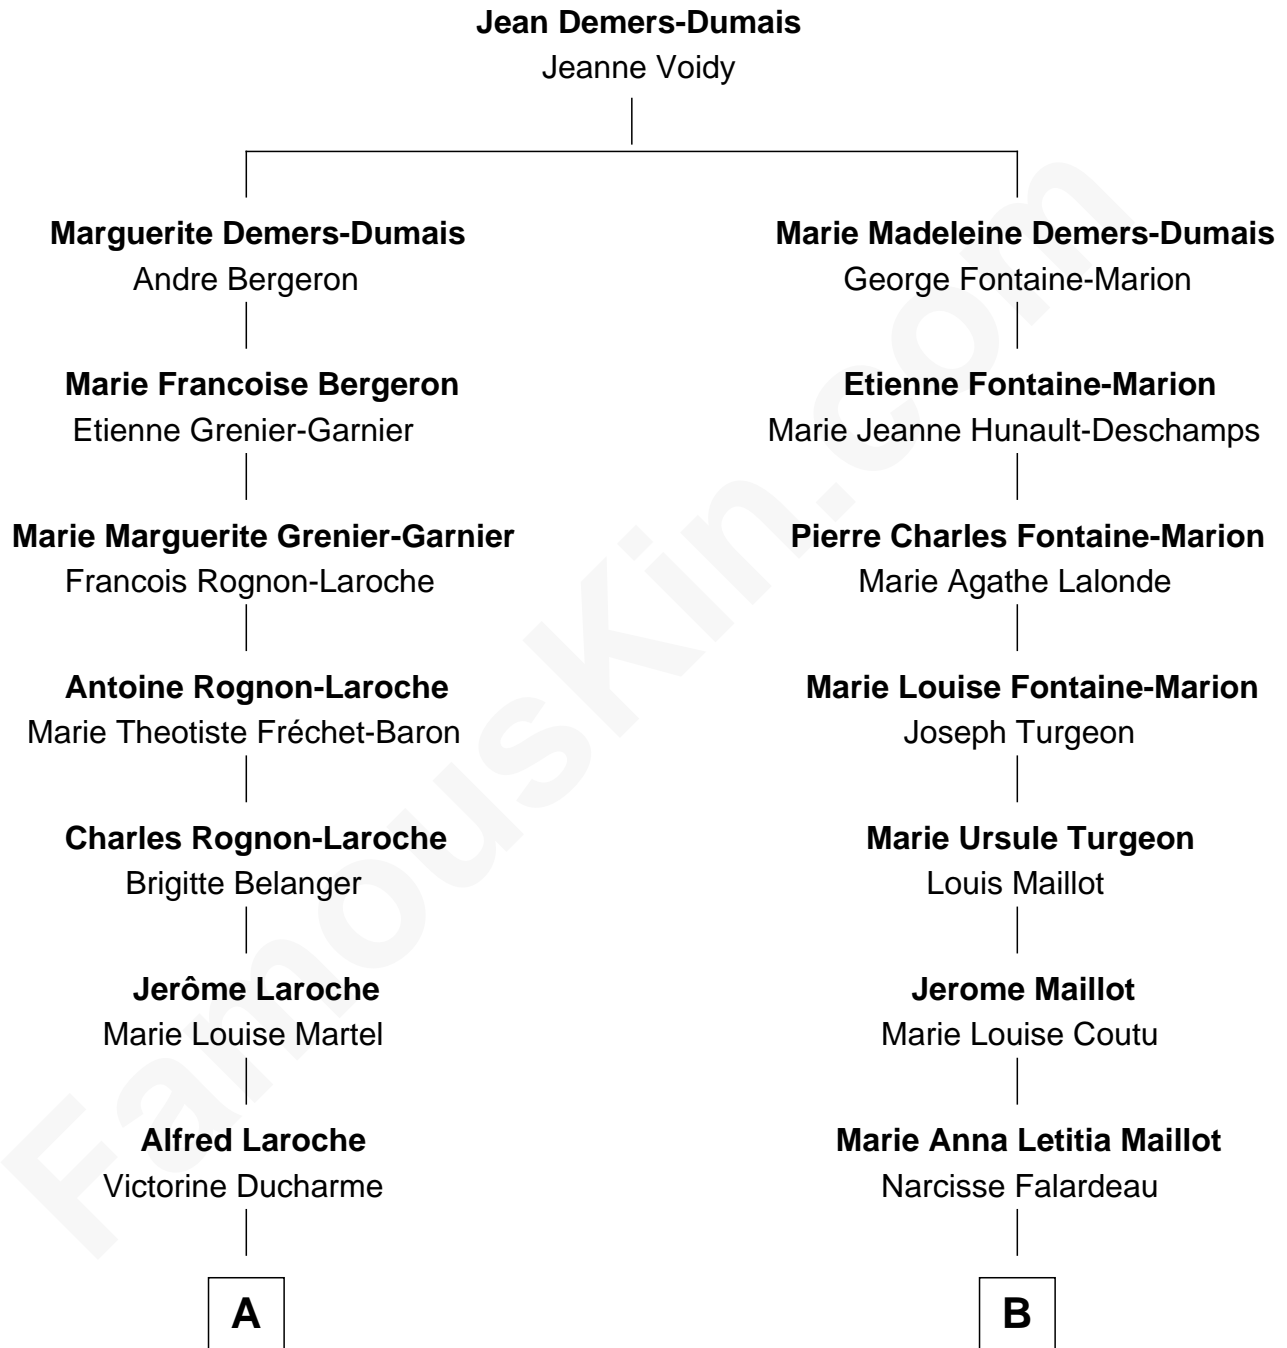 Jean Demers-Dumais
Jeanne Voidy
Marguerite Demers-Dumais
Andre Bergeron
Marie Francoise Bergeron
Etienne Grenier-Garnier
Marie Marguerite Grenier-Garnier
Francois Rognon-Laroche
Antoine Rognon-Laroche
Marie Theotiste Fréchet-Baron
Charles Rognon-Laroche
Brigitte Belanger
Jerôme Laroche
Marie Louise Martel
Alfred Laroche
Victorine Ducharme
A
Marie Madeleine Demers-Dumais
George Fontaine-Marion
Etienne Fontaine-Marion
Marie Jeanne Hunault-Deschamps
Pierre Charles Fontaine-Marion
Marie Agathe Lalonde
Marie Louise Fontaine-Marion
Joseph Turgeon
Marie Ursule Turgeon
Louis Maillot
Jerome Maillot
Marie Louise Coutu
Marie Anna Letitia Maillot
Narcisse Falardeau
B
FamousKin.com